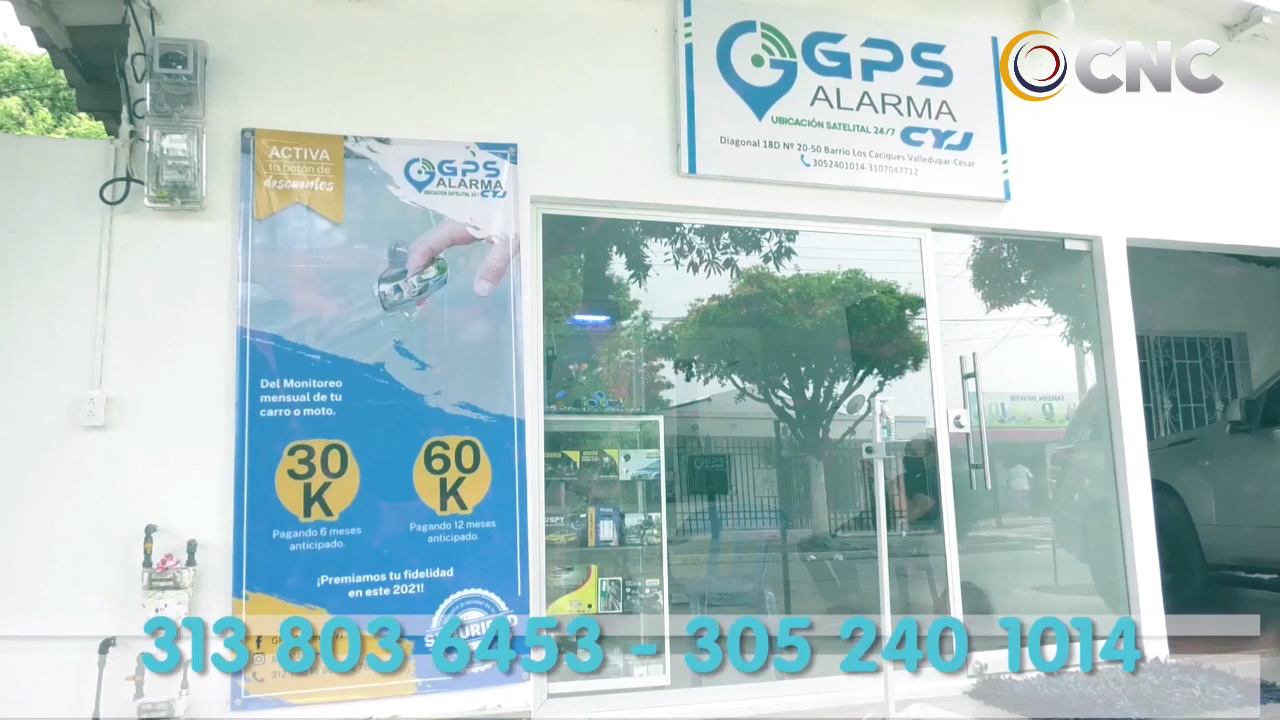 CNC
GPS
ALARMA
UBICACIÓN SATELITAL 24/7 CYJ
Diagonal 18D Nº 20-50 Barrio Los Caciques Valledupar-Cesar
3052401014-3107047712
ACTIVA
tu botón de
descuentos
GPS
ALARMA
UBICACIÓN SATELITAL 24/7 CYJ
Del Monitoreo
mensual de tu
carro o moto.
30
K
Pagando 6 meses
anticipado.
60
K
Pagando 12 meses
anticipado.
¡Premiamos tu fidelidad
en este 2021!
GPS
ALARMA
313 803 6453 - 305 240 1014